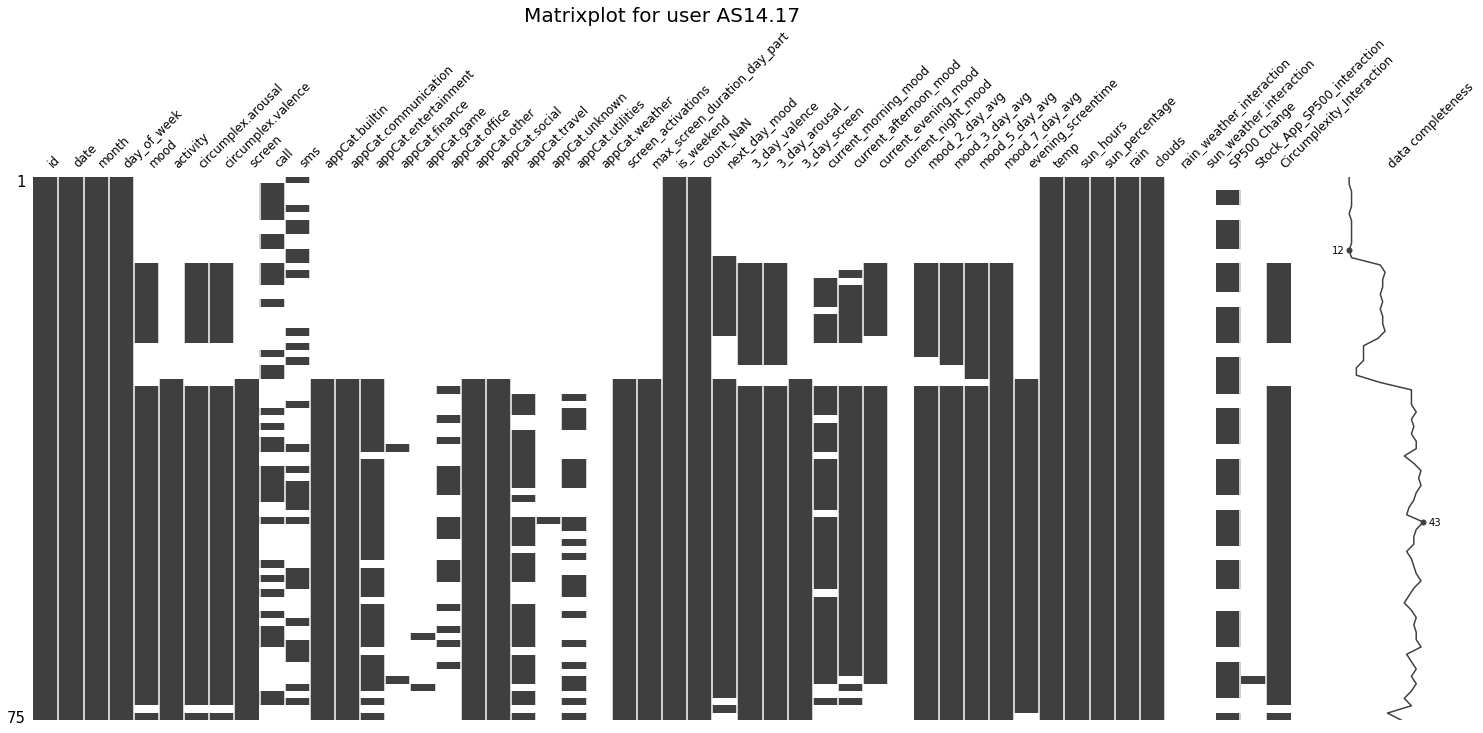 Matrixplot for user AS14.17
id
date
month
day_of_week
mood
activity
circumplex.arousal
circumplex.valence
screen
call
sms
appCat.builtin
appCat.communication
appCat.entertainment
appCat.finance
appCat.game
appCat.office
appCat.other
appCat.social
appCat.travel
appCat.unknown
appCat.utilities
appCat.weather
screen_activations
max_screen_duration_day_part
is_weekend
count_NaN
next_day_mood
3_day_valence
3_day_arousal_
3_day_screen
current_morning_mood
current_afternoon_mood
current_evening_mood
current_night_mood
mood_2_day_avg
mood_3_day_avg
mood_5_day_avg
mood_7_day_avg
evening_screentime
temp
sun_hours
sun_percentage
rain
clouds
rain_weather_interaction
sun_weather_interaction
SP500 Change
Stock_App_SP500_interaction
Circumplexity_Interaction
data completeness
1
12
43
75